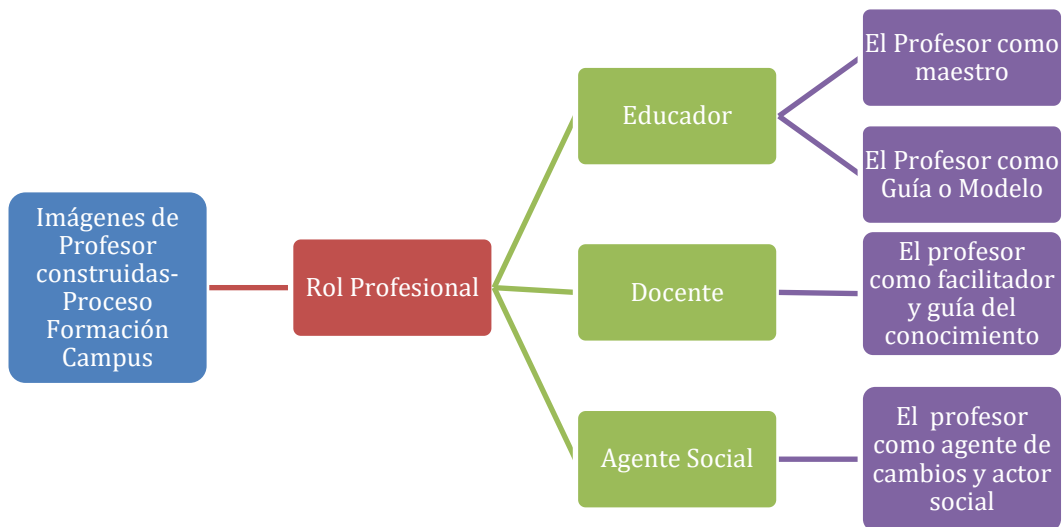 Imágenes de
Profesor
construidas-
Proceso
Formación
Campus
Rol Profesional
Educador
El Profesor como
maestro
El Profesor como
Guía o Modelo
Docente
El profesor
como facilitador
y guía del
conocimiento
Agente Social
El profesor
como agente de
cambios y actor
social